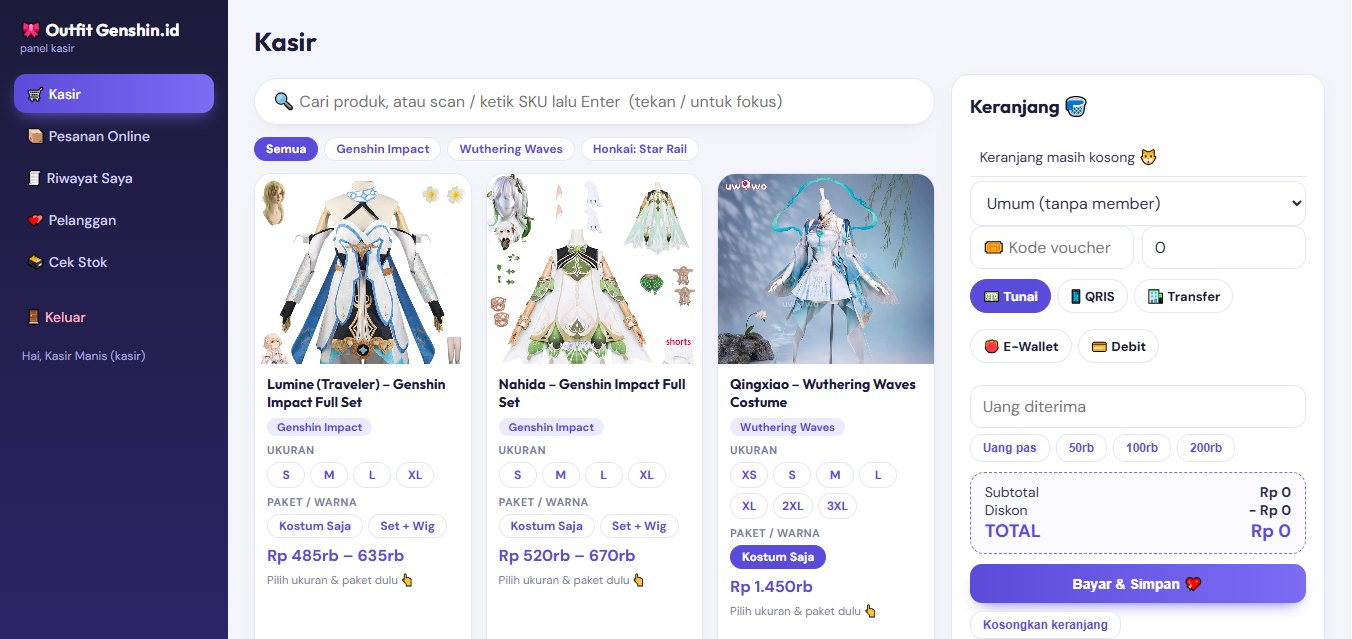 Outfit Genshin.id
panel kasir
Kasir
Pesanan Online
Riwayat Saya
Pelanggan
Cek Stok
Keluar
Hai, Kasir Manis (kasir)
Kasir
Cari produk, atau scan / ketik SKU lalu Enter (tekan / untuk fokus)
Semua
Genshin Impact
Wuthering Waves
Honkai: Star Rail
Lumine (Traveler) – Genshin
Impact Full Set
Genshin Impact
UKURAN
S
M
L
XL
PAKET / WARNA
Kostum Saja
Set + Wig
Rp 485rb – 635rb
Pilih ukuran & paket dulu
shorts
Nahida – Genshin Impact Full
Set
Genshin Impact
UKURAN
S
M
L
XL
PAKET / WARNA
Kostum Saja
Set + Wig
Rp 520rb – 670rb
Pilih ukuran & paket dulu
uwowo
Qingxiao – Wuthering Waves
Costume
Wuthering Waves
UKURAN
XS
S
M
L
XL
2XL
3XL
PAKET / WARNA
Kostum Saja
Rp 1.450rb
Pilih ukuran & paket dulu
Keranjang
Keranjang masih kosong
Umum (tanpa member)
Kode voucher
0
Tunai
QRIS
Transfer
E-Wallet
Debit
Uang diterima
Uang pas
50rb
100rb
200rb
Subtotal Rp 0
Diskon - Rp 0
TOTAL Rp 0
Bayar & Simpan
Kosongkan keranjang